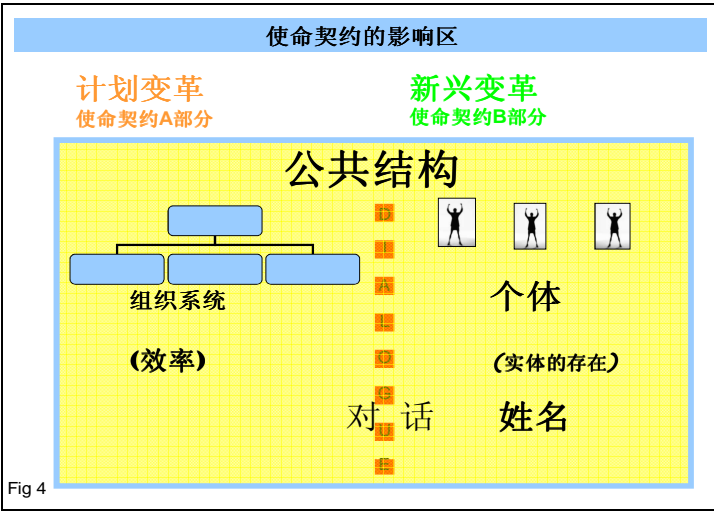 使命契约的影响区
计划变革
使命契约A部分
新兴变革
使命契约B部分
公共结构
组织系统
(效率)
D
I
A
L
O
G
U
E
对 话
个体
(实体的存在)
姓名
Fig 4